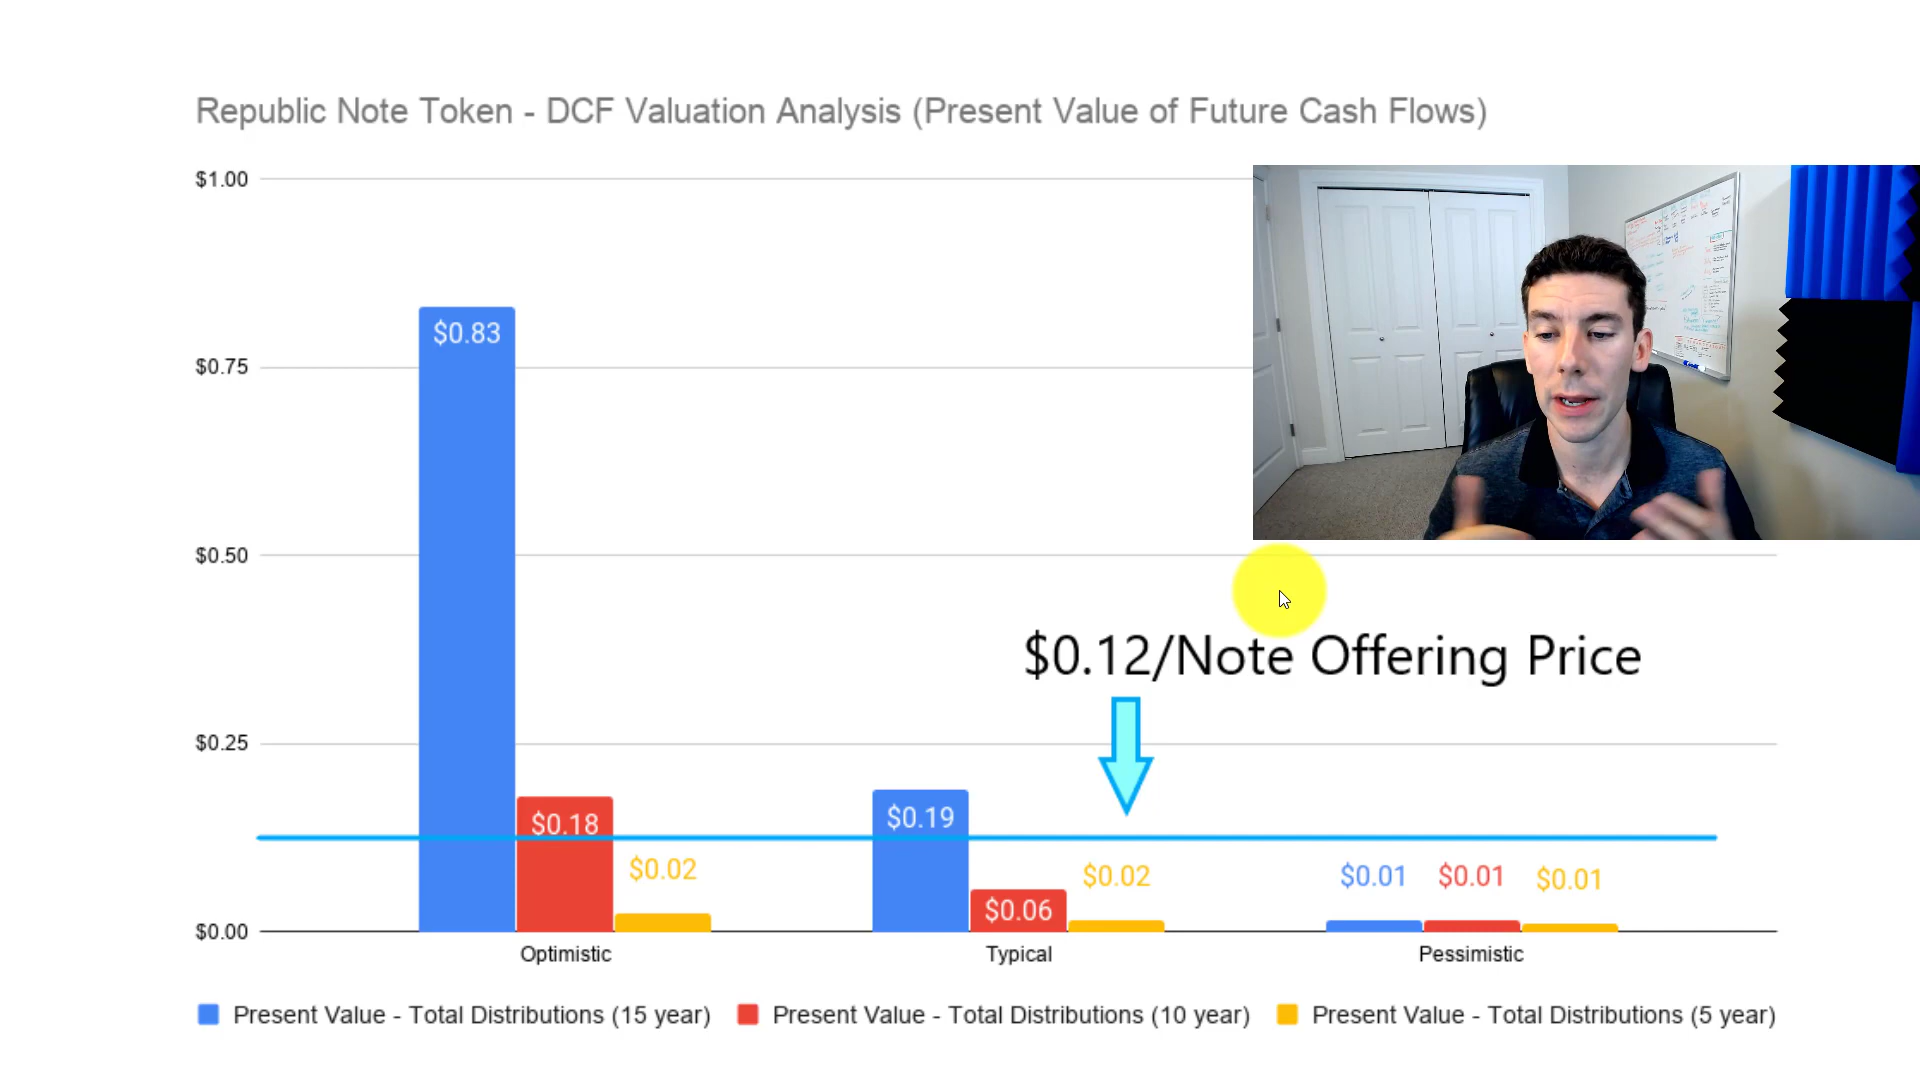 Republic Note Token - DCF Valuation Analysis (Present Value of Future Cash Flows)
$1.00
$0.83
$0.75
$0.50
$0.12/Note Offering Price
$0.25
$0.18
$0.19
$0.02
$0.02
$0.01
$0.01
$0.01
$0.06
$0.00
Optimistic
Typical
Pessimistic
Present Value - Total Distributions (15 year)
Present Value - Total Distributions (10 year)
Present Value - Total Distributions (5 year)